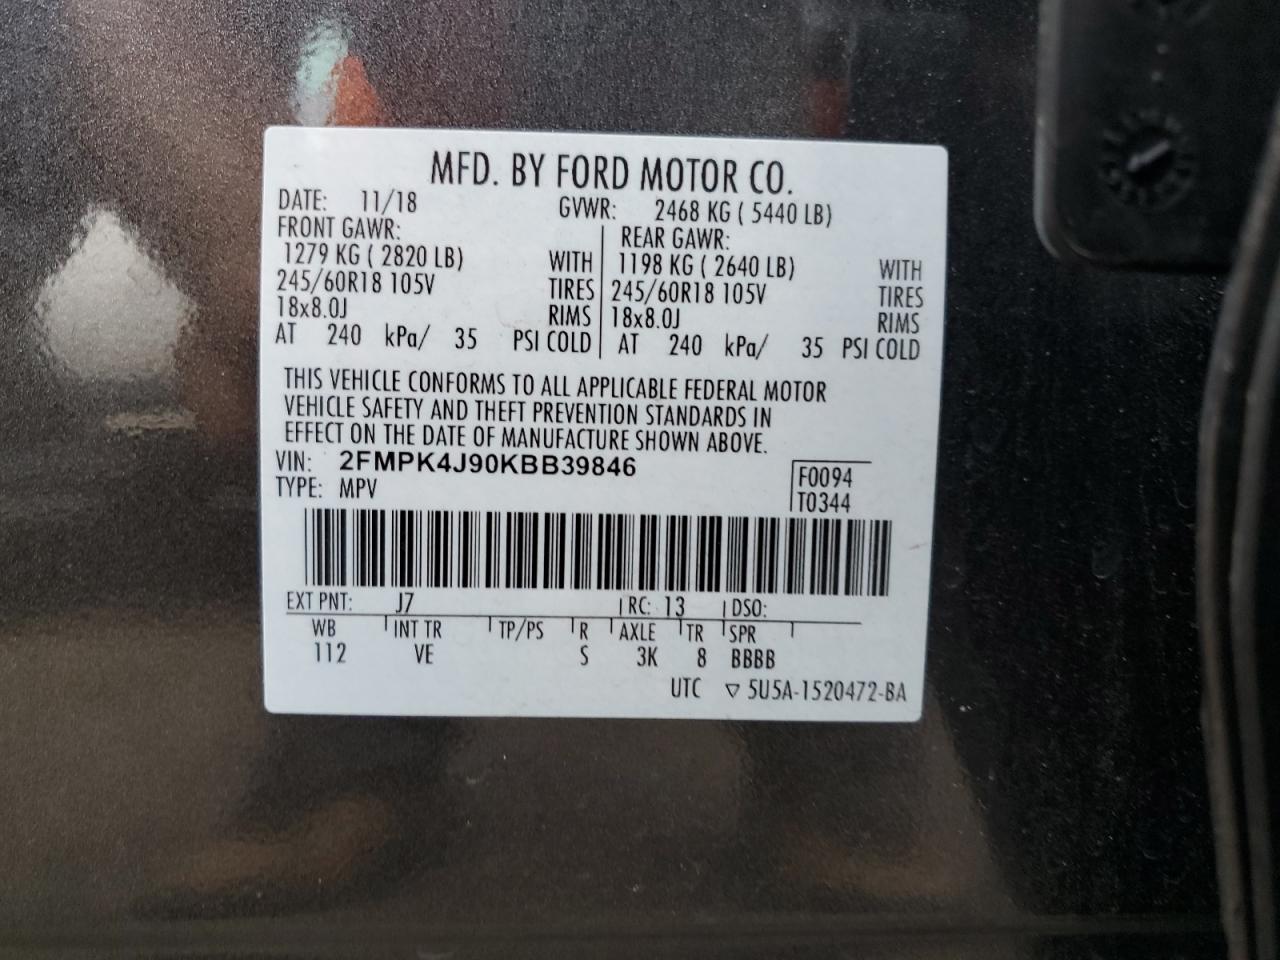 MFD. BY FORD MOTOR CO.
DATE: 11/18 GVWR: 2468 KG ( 5440 LB)
FRONT GAWR: REAR GAWR:
1279 KG ( 2820 LB) WITH 1198 KG ( 2640 LB) WITH
245/60R18 105V TIRES 245/60R18 105V TIRES
18x8.0J RIMS 18x8.0J RIMS
AT 240 kPa/ 35 PSI COLD AT 240 kPa/ 35 PSI COLD
THIS VEHICLE CONFORMS TO ALL APPLICABLE FEDERAL MOTOR
VEHICLE SAFETY AND THEFT PREVENTION STANDARDS IN
EFFECT ON THE DATE OF MANUFACTURE SHOWN ABOVE.
VIN: 2FMPK4J90KBB39846 F0094
TYPE: MPV T0344
EXT PNT: J7 RC: 13 DSO:
WB INT TR TP/PS R AXLE TR SPR
112 VE S 3K 8 BBBB
UTC ▽ 5U5A-1520472-BA